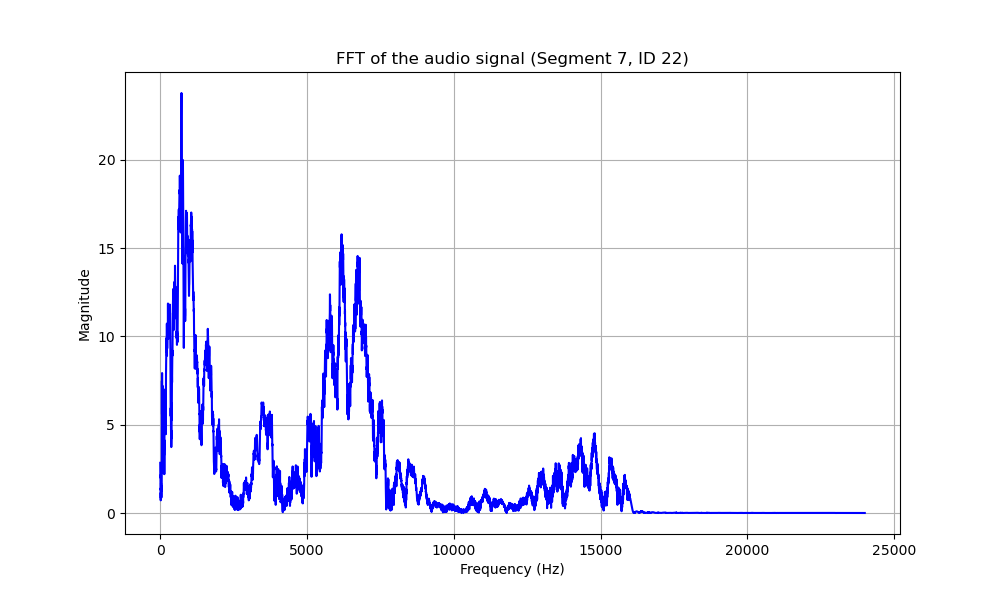 FFT of the audio signal (Segment 7, ID 22)
Magnitude
20
15
10
5
0
0 5000 10000 15000 20000 25000
Frequency (Hz)